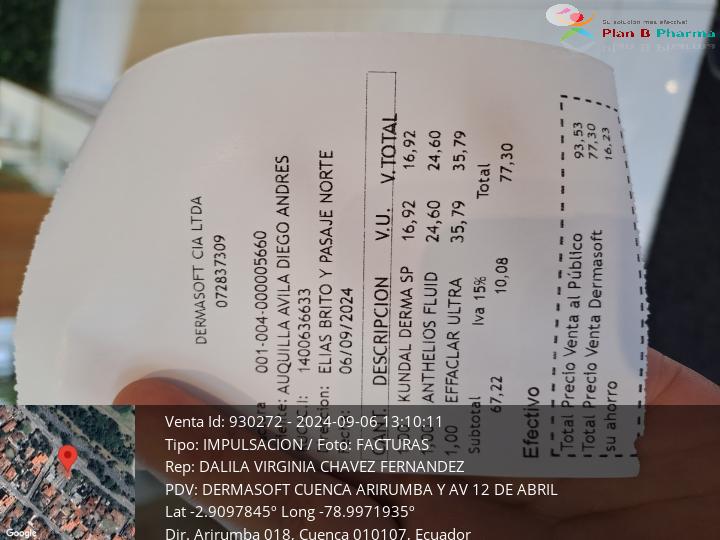 Su solucion mas efectiva!
Plan B Pharma
DERMASOFT CIA LTDA
072837309
001-004-000005660
AUQUILLA AVILA DIEGO ANDRES
1400636633
ELIAS BRITO Y PASAJE NORTE
06/09/2024
DESCRIPCION V.U. V.TOTAL
KUNDAL DERMA SP 16,92 16,92
ANTHELIOS FLUID 24,60 24,60
1,00 EFFACLAR ULTRA 35,79 35,79
Subtotal Iva 15% Total
67,22 10,08 77,30
Efectivo
Total Precio Venta al Público 93,53
Total Precio Venta Dermasoft 77,30
su ahorro 16,23
Venta Id: 930272 - 2024-09-06 13:10:11
Tipo: IMPULSACION / Foto: FACTURAS
Rep: DALILA VIRGINIA CHAVEZ FERNANDEZ
PDV: DERMASOFT CUENCA ARIRUMBA Y AV 12 DE ABRIL
Lat -2.9097845° Long -78.9971935°
Dir. Arirumba 018, Cuenca 010107, Ecuador
Google